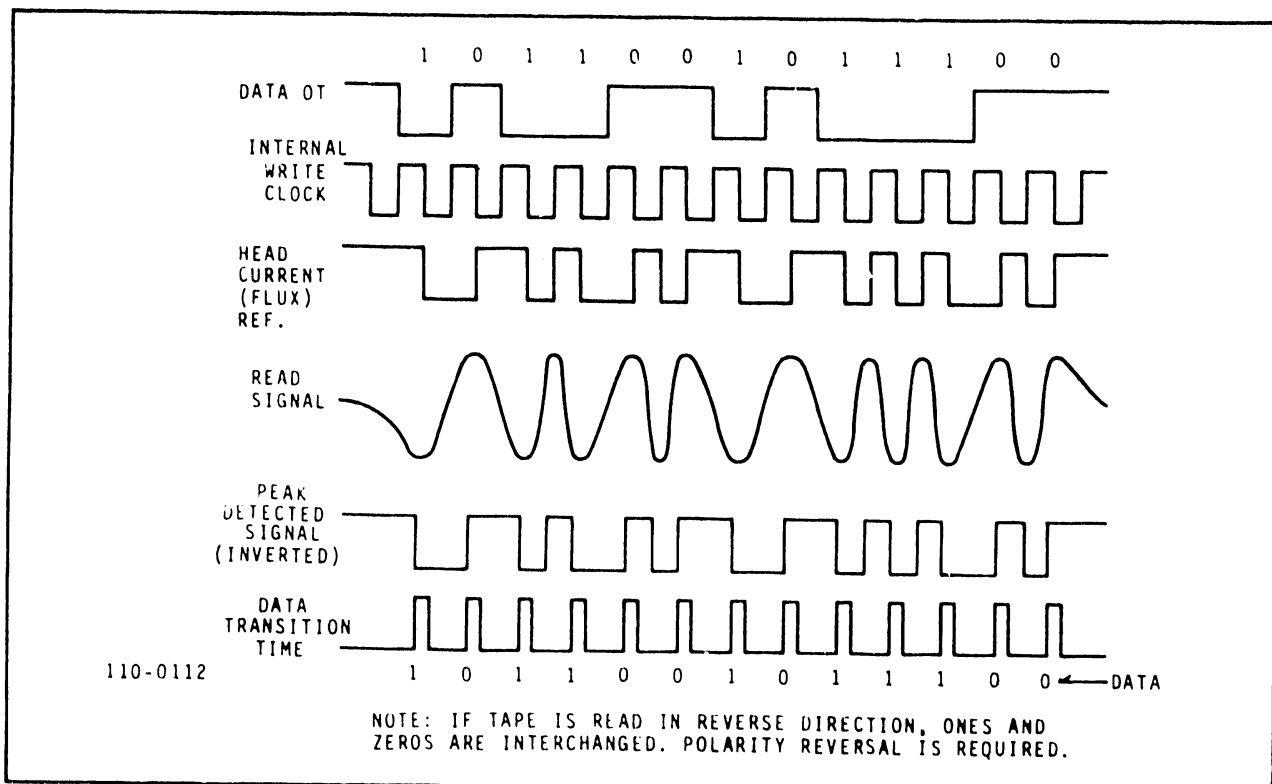 1 0 1 1 0 0 1 0 1 1 1 0 0
DATA OT
INTERNAL
WRITE
CLOCK
HEAD
CURRENT
(FLUX)
REF.
READ
SIGNAL
PEAK
DETECTED
SIGNAL
(INVERTED)
DATA
TRANSITION
TIME
110-0112
1 0 1 1 0 0 1 0 1 1 1 0 0 DATA
NOTE: IF TAPE IS READ IN REVERSE DIRECTION, ONES AND
ZEROS ARE INTERCHANGED. POLARITY REVERSAL IS REQUIRED.